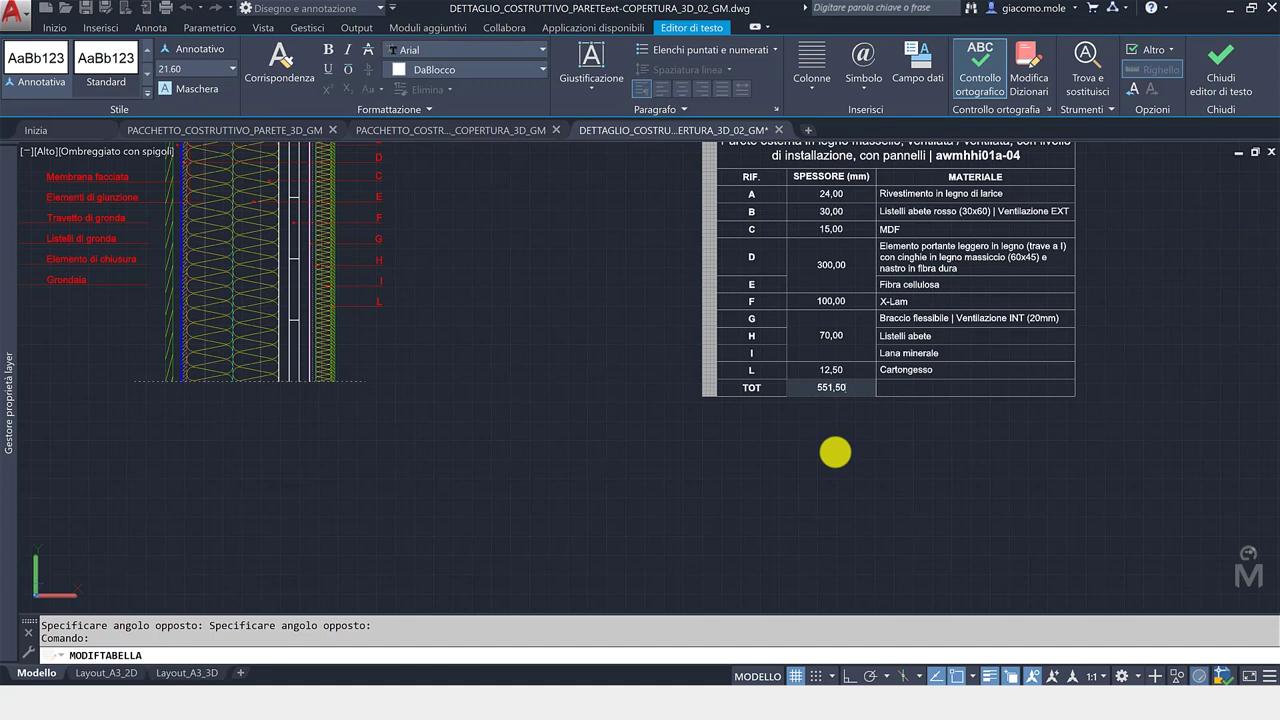 Disegno e annotazione
DETTAGLIO_COSTRUTTIVO_PARETEext-COPERTURA_3D_02_GM.dwg
Digitare parola chiave o frase
giacomo.mole
Inizio Inserisci Annota Parametrico Vista Gestisci Output Moduli aggiuntivi Collabora Applicazioni disponibili Editor di testo
AaBb123 AaBb123
Annotativa Standard
Annotativo
21.60
Maschera
Stile
Corrispondenza
B I A
Arial
U O
DaBlocco
Elimina
Formattazione
Giustificazione
Elenchi puntati e numerati
Spaziatura linea
Paragrafo
Colonne
Simbolo
Campo dati
Inserisci
ABC
Controllo
ortografico
Modifica
Dizionari
Controllo ortografia
Trova e
sostituisci
Strumenti
Altro
Righello
Opzioni
Chiudi
editor di testo
Chiudi
Inizia
PACCHETTO_COSTRUTTIVO_PARETE_3D_GM
PACCHETTO_COSTR..._COPERTURA_3D_GM
DETTAGLIO_COSTRU...ERTURA_3D_02_GM*
[−][Alto][Ombreggiato con spigoli]
Gestore proprietà layer
Membrana facciata
Elementi di giunzione
Travetto di gronda
Listelli di gronda
Elemento di chiusura
Grondaia
D
C
E
F
G
H
I
L
Parete esterna in legno massello, ventilata / ventilata, con livello
di installazione, con pannelli | awmhhi01a-04
RIF. SPESSORE (mm) MATERIALE
A 24,00 Rivestimento in legno di larice
B 30,00 Listelli abete rosso (30x60) | Ventilazione EXT
C 15,00 MDF
D 300,00 Elemento portante leggero in legno (trave a I)
con cinghie in legno massiccio (60x45) e
nastro in fibra dura
E Fibra cellulosa
F 100,00 X-Lam
G Braccio flessibile | Ventilazione INT (20mm)
H 70,00 Listelli abete
I Lana minerale
L 12,50 Cartongesso
TOT 551,50
Y
X
M
Specificare angolo opposto: Specificare angolo opposto:
Comando:
MODIFTABELLA
Modello Layout_A3_2D Layout_A3_3D
MODELLO
1:1